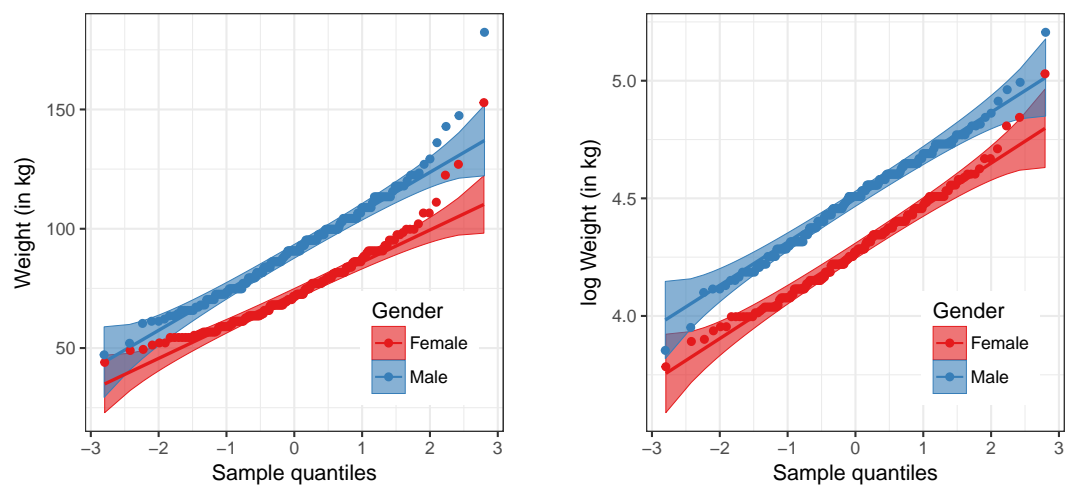 Weight (in kg)
150
100
50
−3 −2 −1 0 1 2 3
Sample quantiles
Gender
Female
Male
log Weight (in kg)
5.0
4.5
4.0
−3 −2 −1 0 1 2 3
Sample quantiles
Gender
Female
Male